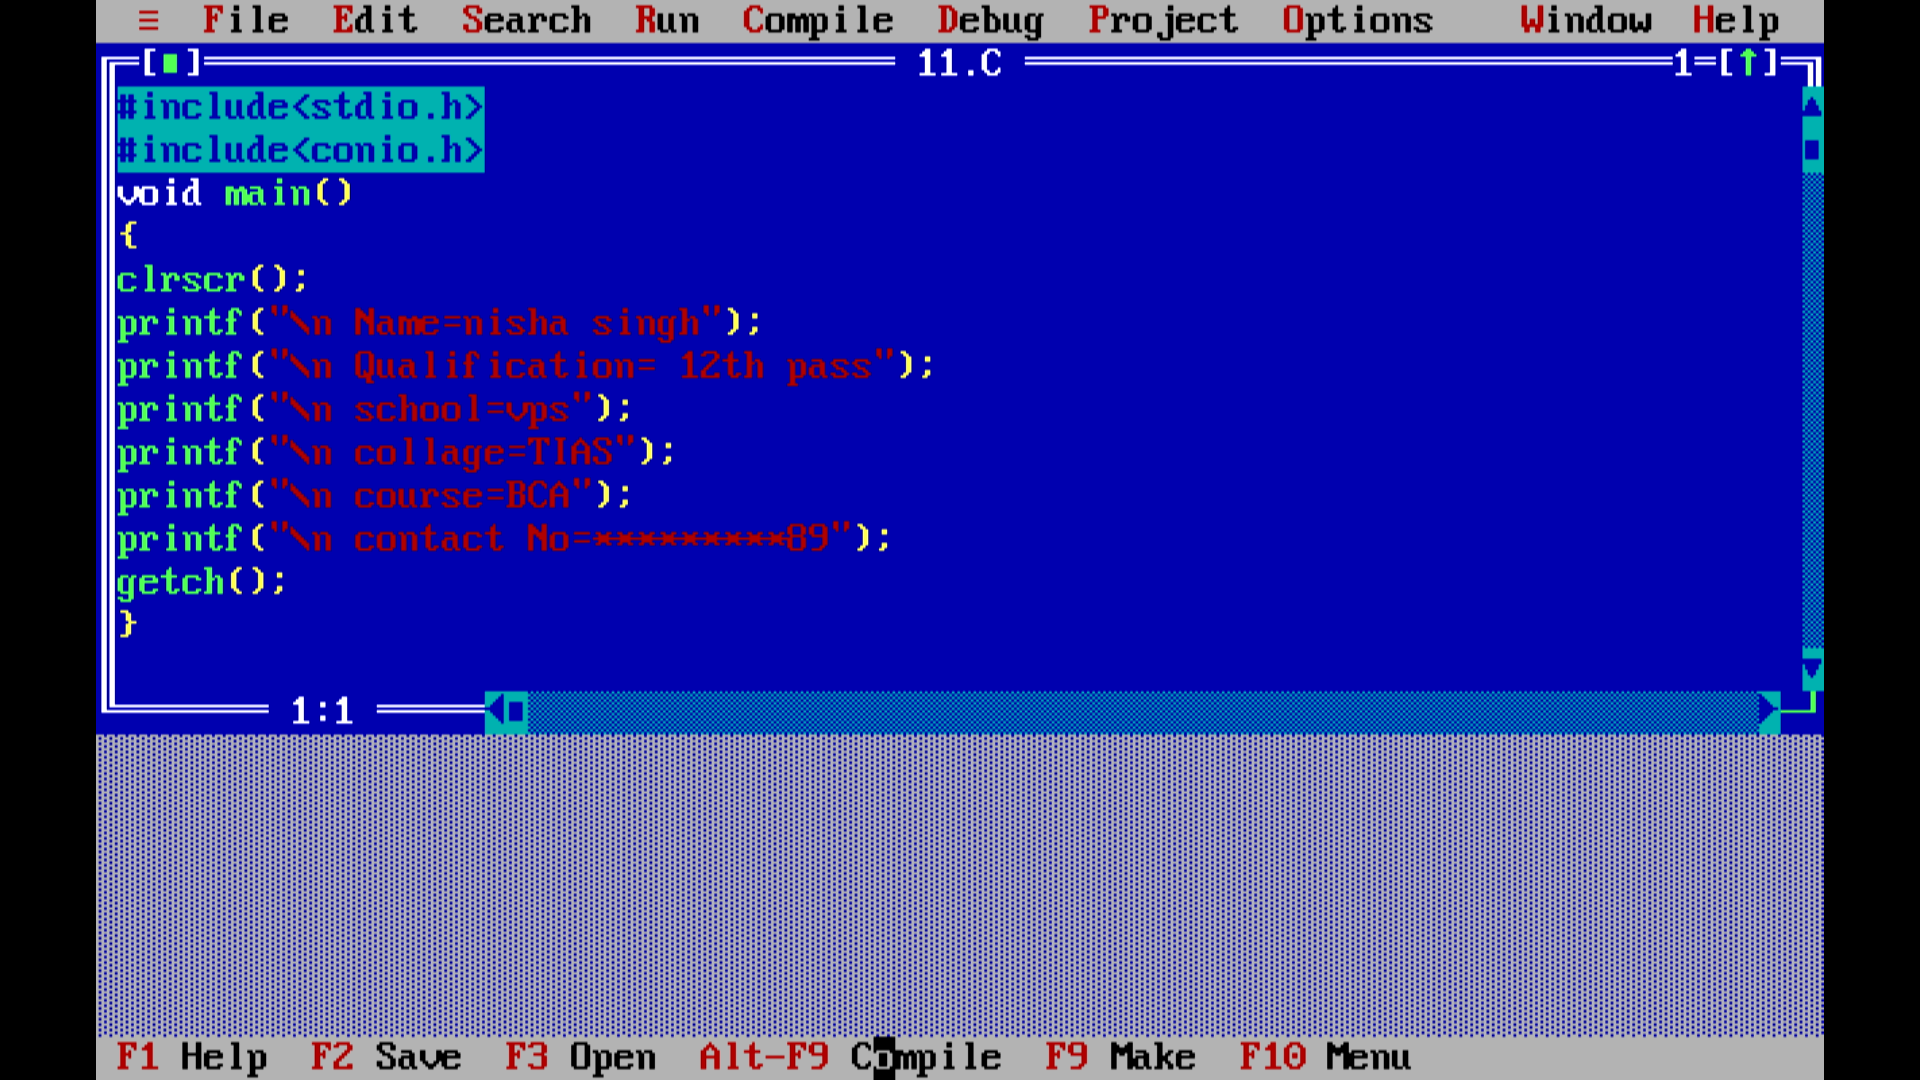 ≡ File Edit Search Run Compile Debug Project Options Window Help
[■] 11.C 1=[↑]
#include<stdio.h>
#include<conio.h>
void main()
{
clrscr();
printf("\n Name=nisha singh");
printf("\n Qualification= 12th pass");
printf("\n school=vps");
printf("\n collage=TIAS");
printf("\n course=BCA");
printf("\n contact No=*********89");
getch();
}
1:1
F1 Help F2 Save F3 Open Alt-F9 Compile F9 Make F10 Menu